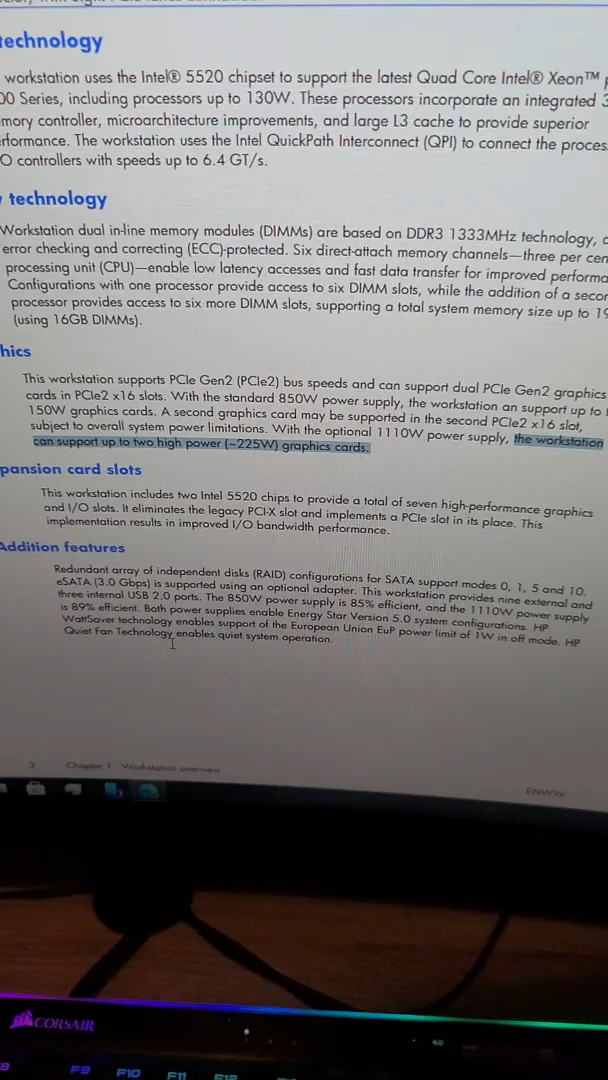 technology
workstation uses the Intel® 5520 chipset to support the latest Quad Core Intel® Xeon™
00 Series, including processors up to 130W. These processors incorporate an integrated 3
mory controller, microarchitecture improvements, and large L3 cache to provide superior
rformance. The workstation uses the Intel QuickPath Interconnect (QPI) to connect the proces
O controllers with speeds up to 6.4 GT/s.
technology
Workstation dual in-line memory modules (DIMMs) are based on DDR3 1333MHz technology,
error checking and correcting (ECC)-protected. Six direct-attach memory channels—three per cen
processing unit (CPU)—enable low latency accesses and fast data transfer for improved performa
Configurations with one processor provide access to six DIMM slots, while the addition of a secon
processor provides access to six more DIMM slots, supporting a total system memory size up to 19
(using 16GB DIMMs).
hics
This workstation supports PCIe Gen2 (PCIe2) bus speeds and can support dual PCIe Gen2 graphics
cards in PCIe2 x16 slots. With the standard 850W power supply, the workstation an support up to
150W graphics cards. A second graphics card may be supported in the second PCIe2 x16 slot,
subject to overall system power limitations. With the optional 1110W power supply, the workstation
can support up to two high power (~225W) graphics cards.
pansion card slots
This workstation includes two Intel 5520 chips to provide a total of seven high-performance graphics
and I/O slots. It eliminates the legacy PCI-X slot and implements a PCIe slot in its place. This
implementation results in improved I/O bandwidth performance.
Addition features
Redundant array of independent disks (RAID) configurations for SATA support modes 0, 1, 5 and 10.
eSATA (3.0 Gbps) is supported using an optional adapter. This workstation provides nine external and
three internal USB 2.0 ports. The 850W power supply is 85% efficient, and the 1110W power supply
is 89% efficient. Both power supplies enable Energy Star Version 5.0 system configurations. HP
WattSaver technology enables support of the European Union EuP power limit of 1W in off mode. HP
Quiet Fan Technology enables quiet system operation.
2 Chapter 1 Workstation overview
ENWW
CORSAIR
F9 F10 F11 F12